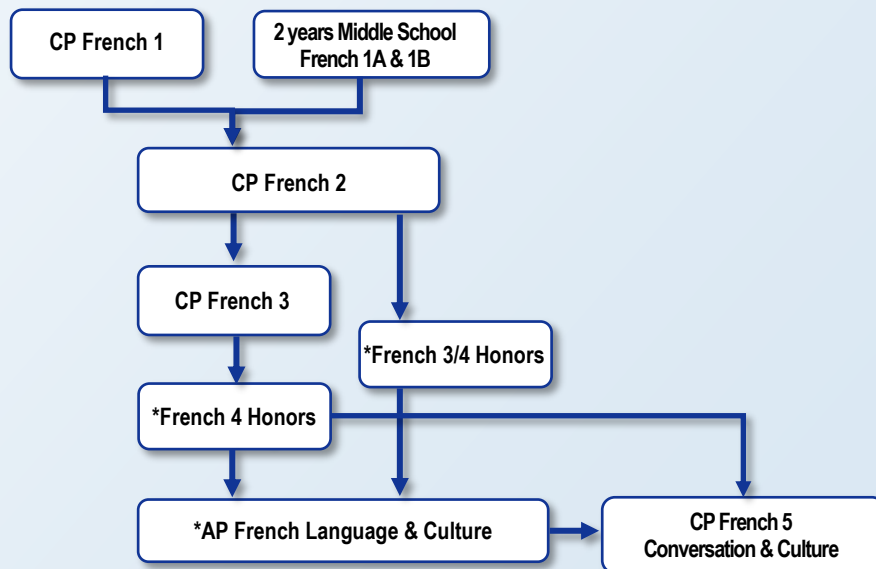 CP French 1
2 years Middle School
French 1A & 1B
CP French 2
CP French 3
*French 3/4 Honors
*French 4 Honors
*AP French Language & Culture
CP French 5
Conversation & Culture